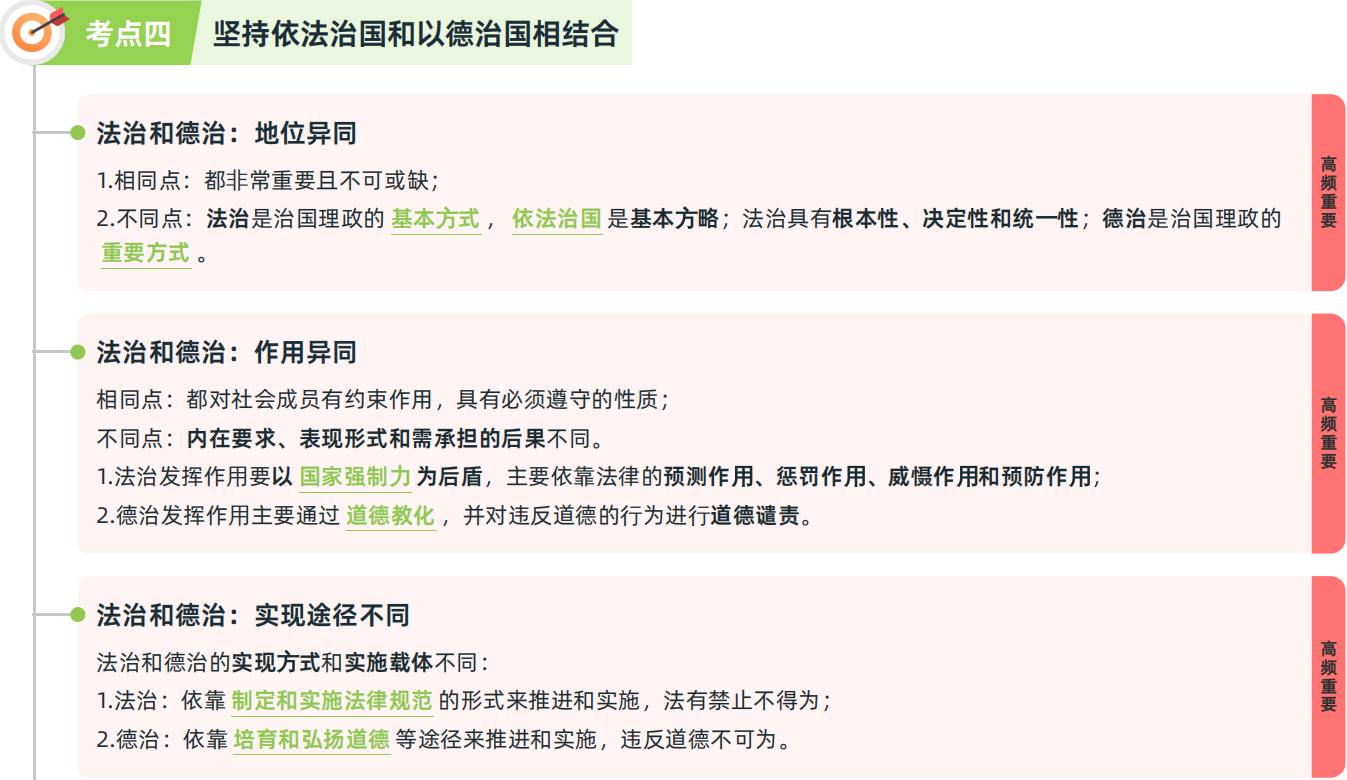 考点四 坚持依法治国和以德治国相结合
法治和德治：地位异同
1.相同点：都非常重要且不可或缺；
2.不同点：法治是治国理政的 基本方式 ， 依法治国 是基本方略；法治具有根本性、决定性和统一性；德治是治国理政的
重要方式 。
高频重要
法治和德治：作用异同
相同点：都对社会成员有约束作用，具有必须遵守的性质；
不同点：内在要求、表现形式和需承担的后果不同。
1.法治发挥作用要以 国家强制力 为后盾，主要依靠法律的预测作用、惩罚作用、威慑作用和预防作用；
2.德治发挥作用主要通过 道德教化 ，并对违反道德的行为进行道德谴责。
高频重要
法治和德治：实现途径不同
法治和德治的实现方式和实施载体不同：
1.法治：依靠 制定和实施法律规范 的形式来推进和实施，法有禁止不得为；
2.德治：依靠 培育和弘扬道德 等途径来推进和实施，违反道德不可为。
高频重要